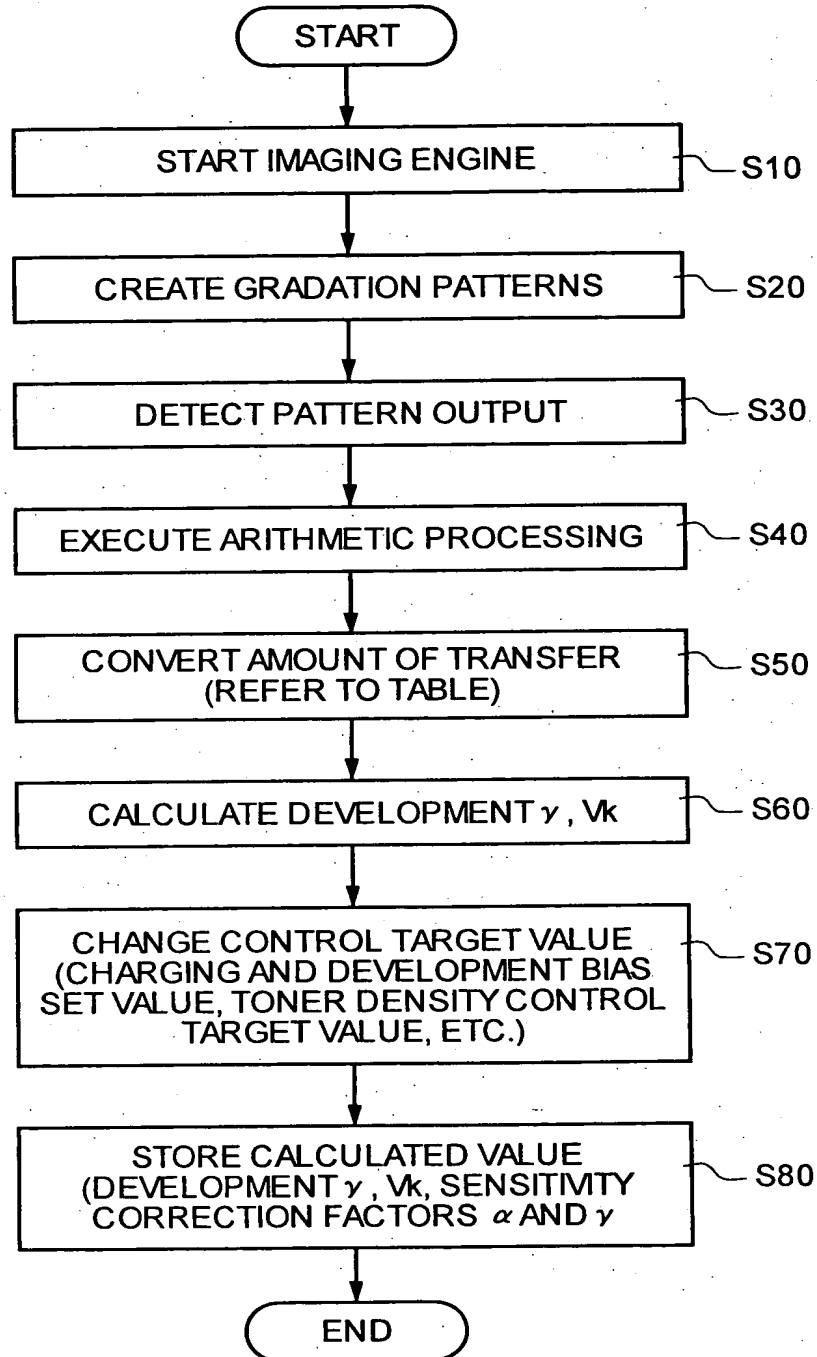 START
START IMAGING ENGINE
S10
CREATE GRADATION PATTERNS
S20
DETECT PATTERN OUTPUT
S30
EXECUTE ARITHMETIC PROCESSING
S40
CONVERT AMOUNT OF TRANSFER
(REFER TO TABLE)
S50
CALCULATE DEVELOPMENT γ, Vk
S60
CHANGE CONTROL TARGET VALUE
(CHARGING AND DEVELOPMENT BIAS
SET VALUE, TONER DENSITY CONTROL
TARGET VALUE, ETC.)
S70
STORE CALCULATED VALUE
(DEVELOPMENT γ, Vk, SENSITIVITY
CORRECTION FACTORS α AND γ
S80
END